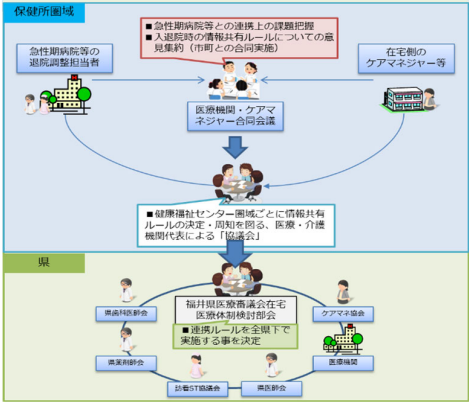 保健所圏域
■急性期病院等との連携上の課題把握
■入退院時の情報共有ルールについての意
見集約（市町との合同実施）
急性期病院等の
退院調整担当者
在宅側の
ケアマネジャー等
医療機関・ケアマ
ネジャー合同会議
■健康福祉センター圏域ごとに情報共有
ルールの決定・周知を図る、医療・介護
機関代表による「協議会」
県
福井県医療審議会在宅
医療体制検討部会
■連携ルールを全県下で
実施する事を決定
県歯科医師会
ケアマネ協会
県薬剤師会
医療機関
訪看ST協議会
県医師会